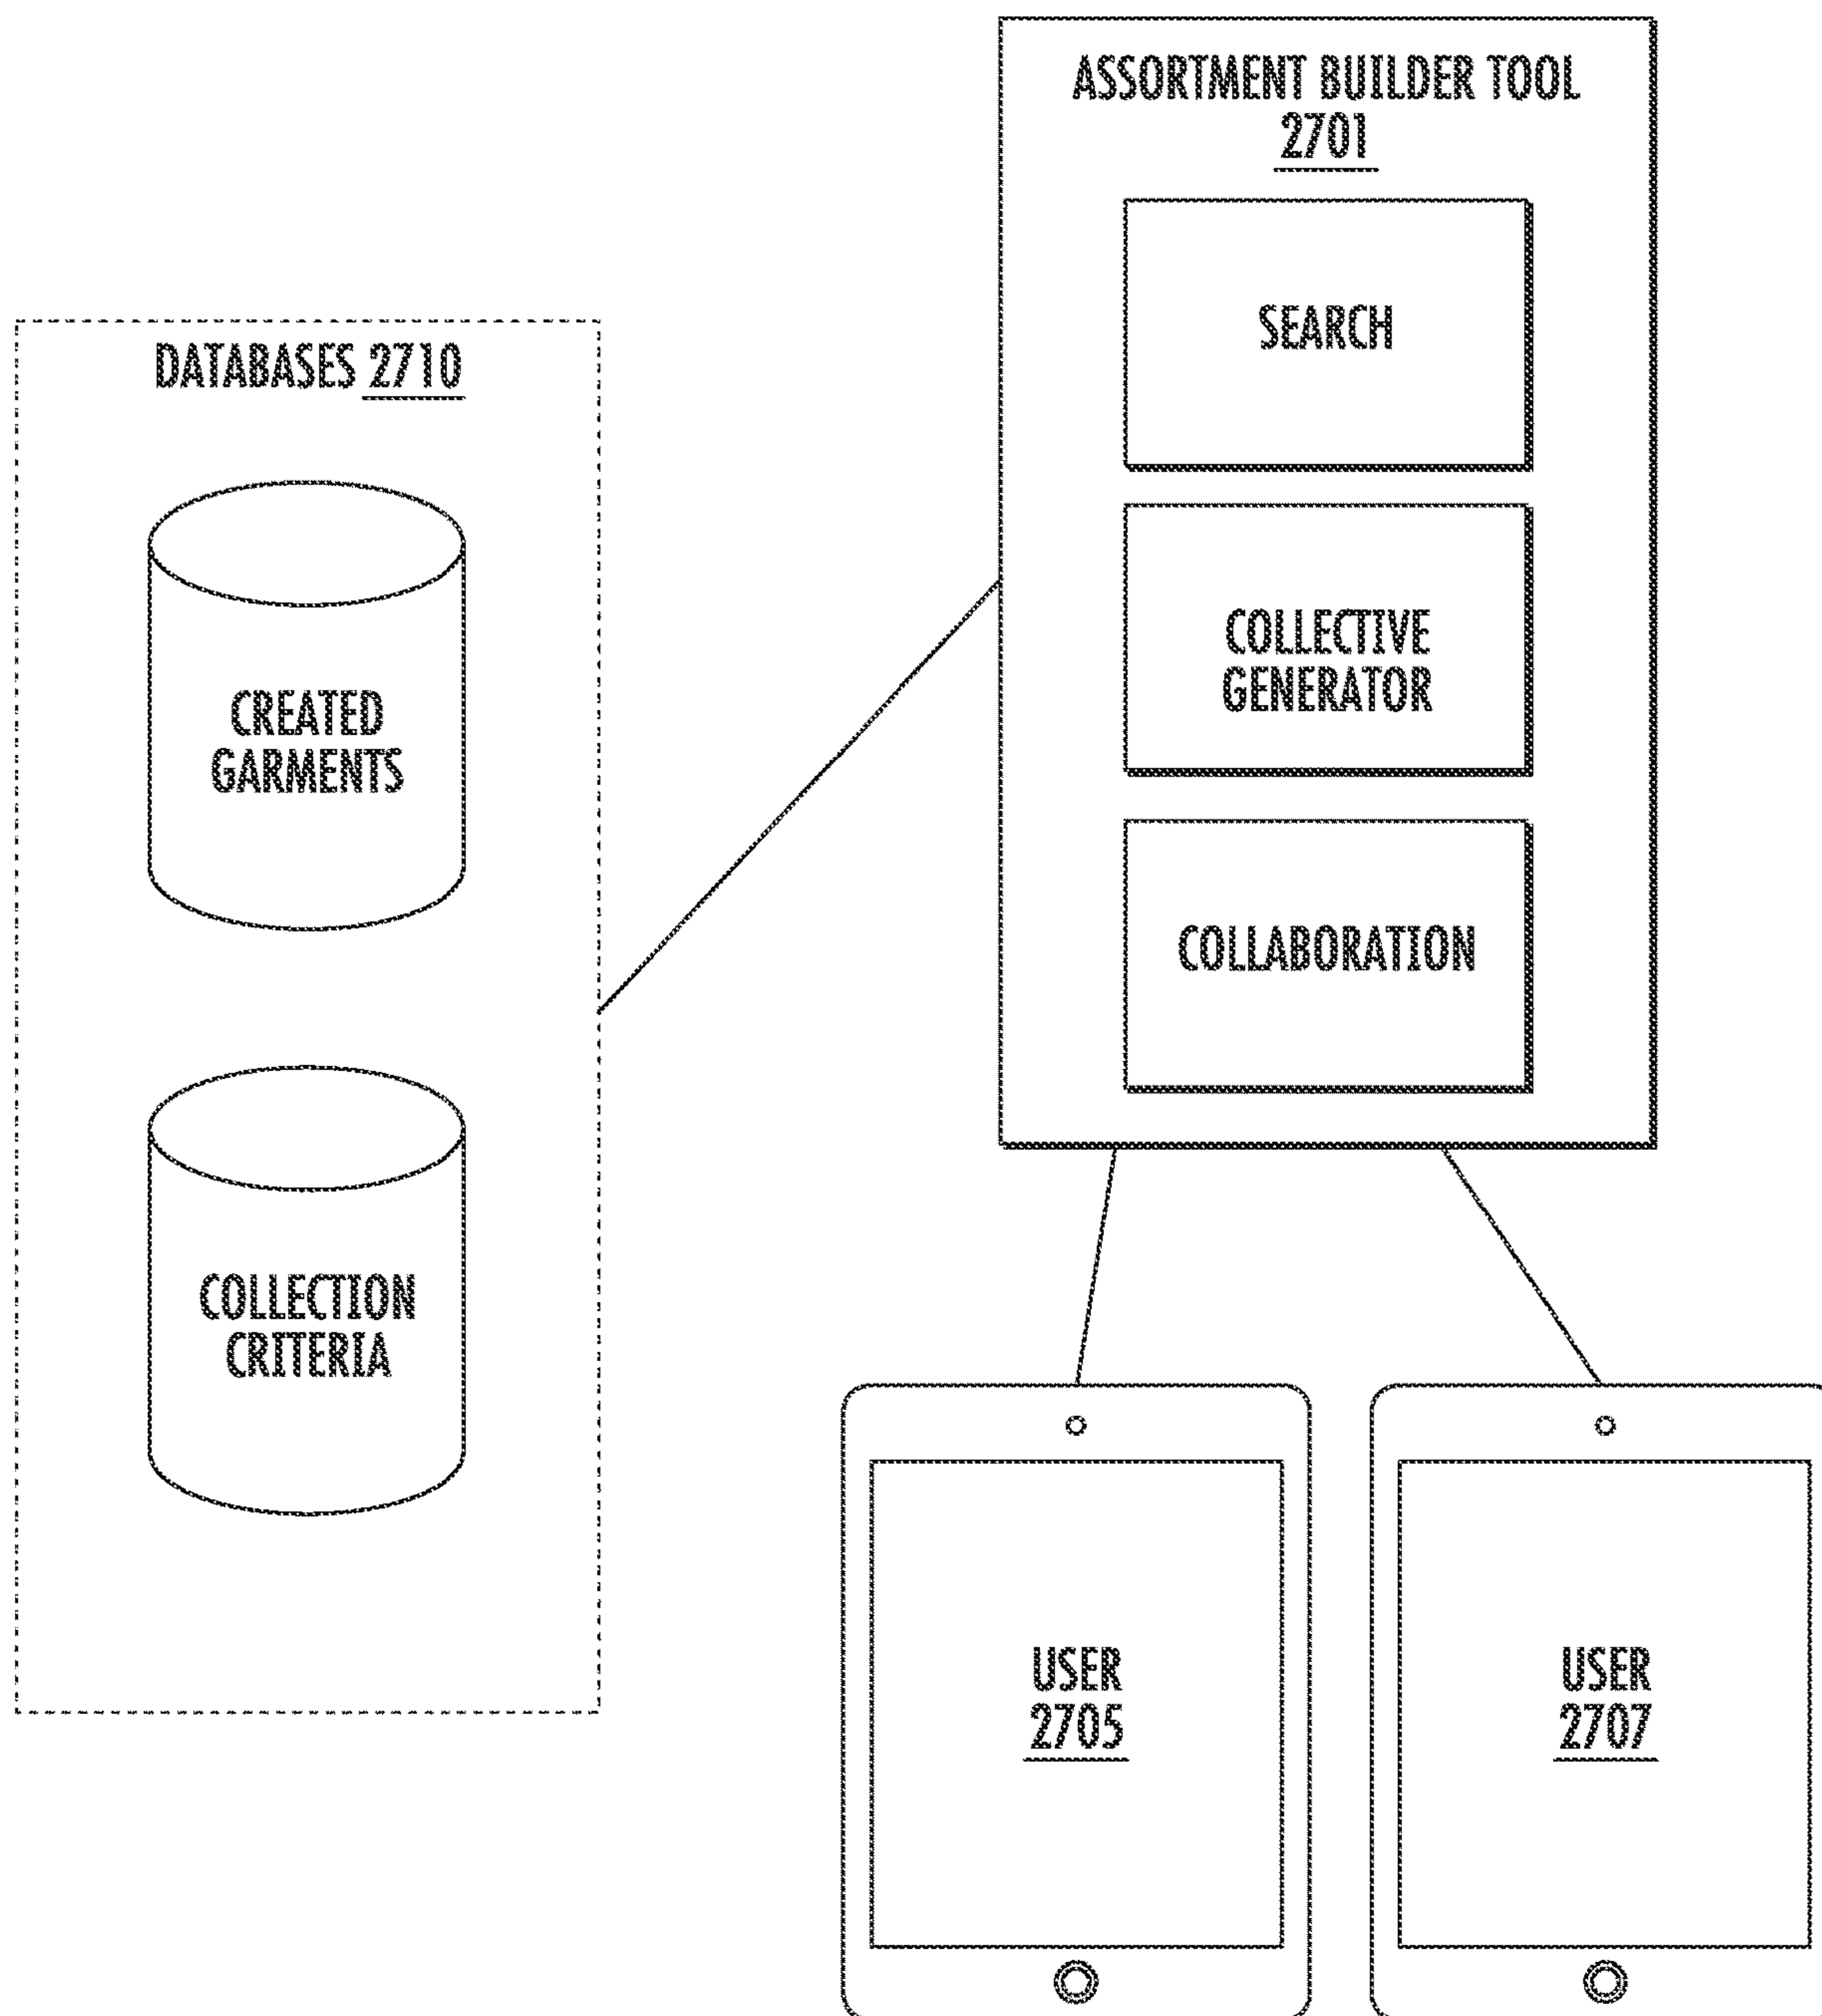 ASSORTMENT BUILDER TOOL
2701
SEARCH
COLLECTIVE
GENERATOR
COLLABORATION
DATABASES 2710
CREATED
GARMENTS
COLLECTION
CRITERIA
USER
2705
USER
2707